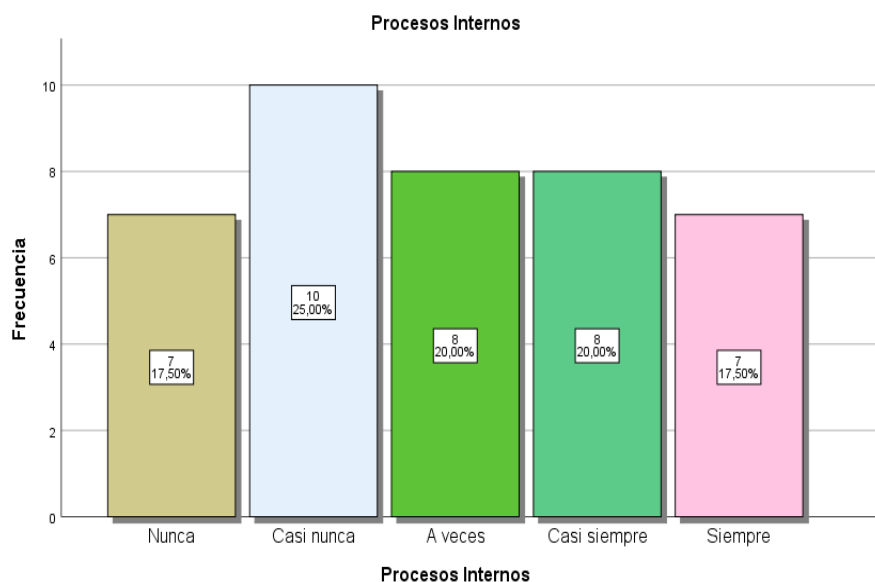 Procesos Internos
Frecuencia
10
8
6
4
2
0
7
17,50%
10
25,00%
8
20,00%
8
20,00%
7
17,50%
Nunca
Casi nunca
A veces
Casi siempre
Siempre
Procesos Internos